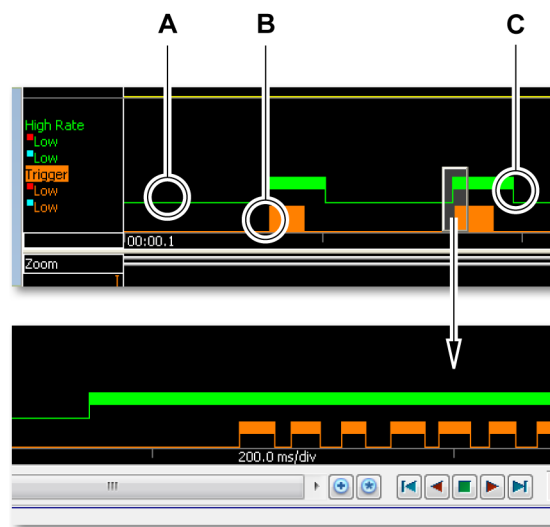 A B C
High Rate
Low
Low
Trigger
Low
Low
00:00.1
Zoom
200.0 ms/div